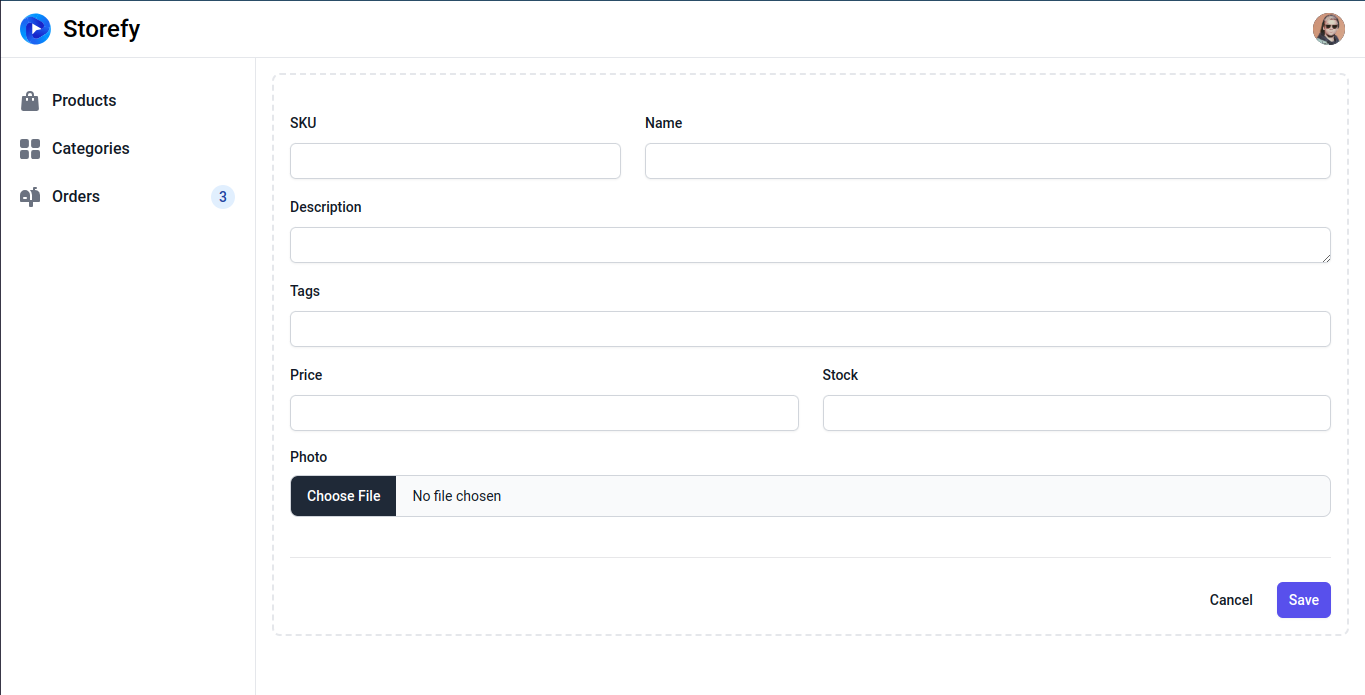 Storefy
Products
Categories
Orders 3
SKU Name
Description
Tags
Price Stock
Photo
Choose File No file chosen
Cancel Save